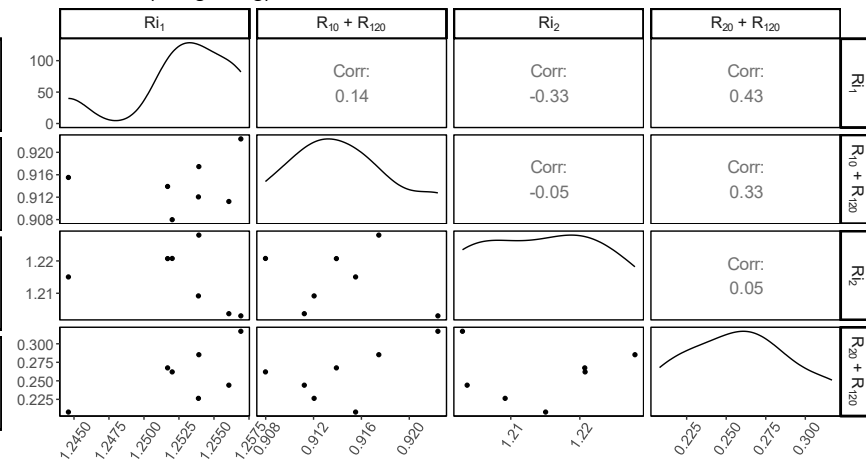 Ri₁ R₁₀ + R₁₂₀ Ri₂ R₂₀ + R₁₂₀
100
50
0
Corr:
0.14
Corr:
-0.33
Corr:
0.43
Ri₁
0.920
0.916
0.912
0.908
Corr:
-0.05
Corr:
0.33
R₁₀ + R₁₂₀
1.22
1.21
Corr:
0.05
Ri₂
0.300
0.275
0.250
0.225
R₂₀ + R₁₂₀
1.2450 1.2475 1.2500 1.2525 1.2550 1.2575
0.908 0.912 0.916 0.920
1.21 1.22
0.225 0.250 0.275 0.300